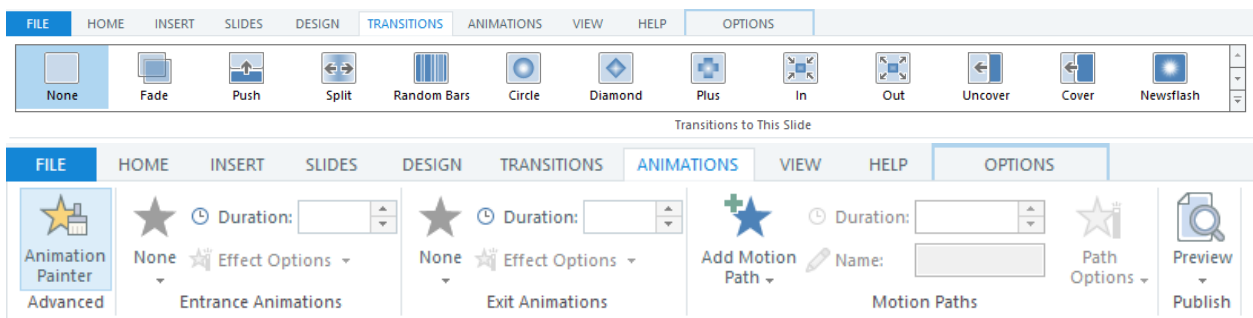 FILE HOME INSERT SLIDES DESIGN TRANSITIONS ANIMATIONS VIEW HELP OPTIONS
None Fade Push Split Random Bars Circle Diamond Plus In Out Uncover Cover Newsflash
Transitions to This Slide
FILE HOME INSERT SLIDES DESIGN TRANSITIONS ANIMATIONS VIEW HELP OPTIONS
Duration: Duration: Duration:
Animation None Effect Options None Effect Options Add Motion Name: Path Preview
Painter Path Options
Advanced Entrance Animations Exit Animations Motion Paths Publish